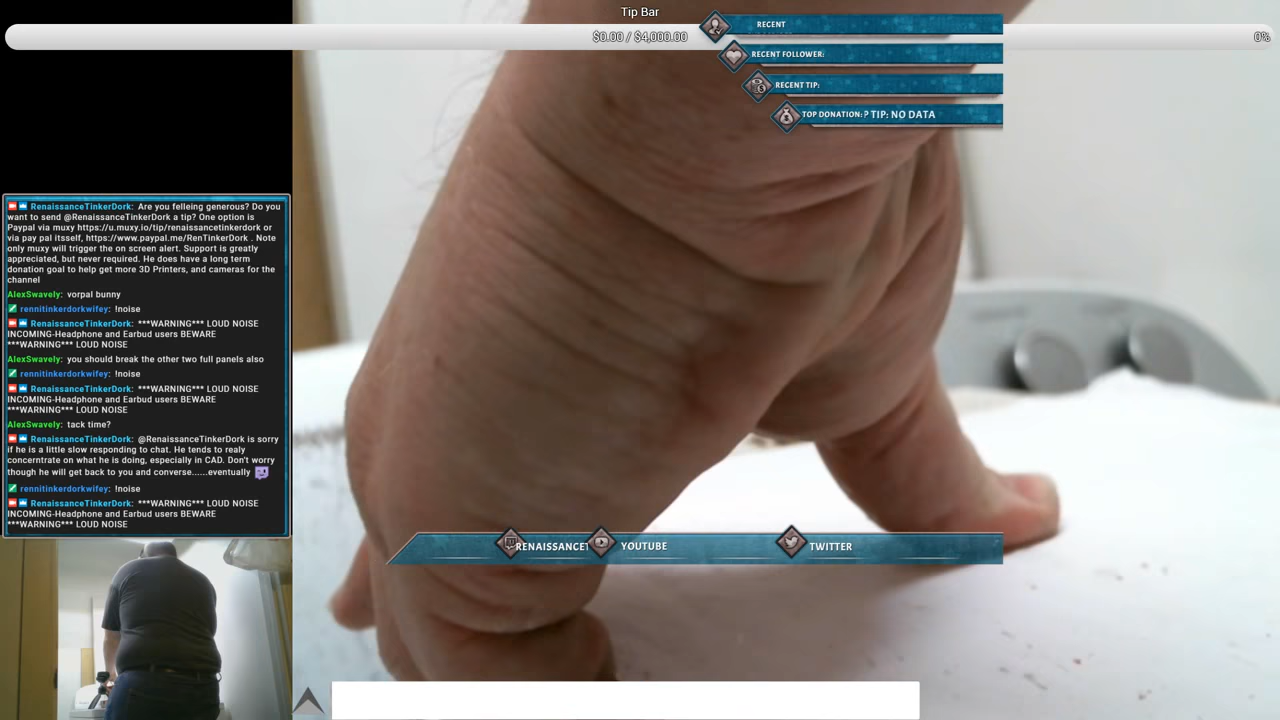 Tip Bar
$0.00 / $4,000.00
0%
RECENT
RECENT FOLLOWER:
RECENT TIP:
TOP DONATION: ? TIP: NO DATA
RenaissanceTinkerDork: Are you felleing generous? Do you
want to send @RenaissanceTinkerDork a tip? One option is
Paypal via muxy https://u.muxy.io/tip/renaissancetinkerdork or
via pay pal itsself, https://www.paypal.me/RenTinkerDork . Note
only muxy will trigger the on screen alert. Support is greatly
appreciated, but never required. He does have a long term
donation goal to help get more 3D Printers, and cameras for the
channel
AlexSwavely: vorpal bunny
rennitinkerdorkwifey: !noise
RenaissanceTinkerDork: ***WARNING*** LOUD NOISE
INCOMING-Headphone and Earbud users BEWARE
***WARNING*** LOUD NOISE
AlexSwavely: you should break the other two full panels also
rennitinkerdorkwifey: !noise
RenaissanceTinkerDork: ***WARNING*** LOUD NOISE
INCOMING-Headphone and Earbud users BEWARE
***WARNING*** LOUD NOISE
AlexSwavely: tack time?
RenaissanceTinkerDork: @RenaissanceTinkerDork is sorry
if he is a little slow responding to chat. He tends to realy
concerntrate on what he is doing, especially in CAD. Don't worry
though he will get back to you and converse......eventually
rennitinkerdorkwifey: !noise
RenaissanceTinkerDork: ***WARNING*** LOUD NOISE
INCOMING-Headphone and Earbud users BEWARE
***WARNING*** LOUD NOISE
RENAISSANCET
YOUTUBE
TWITTER